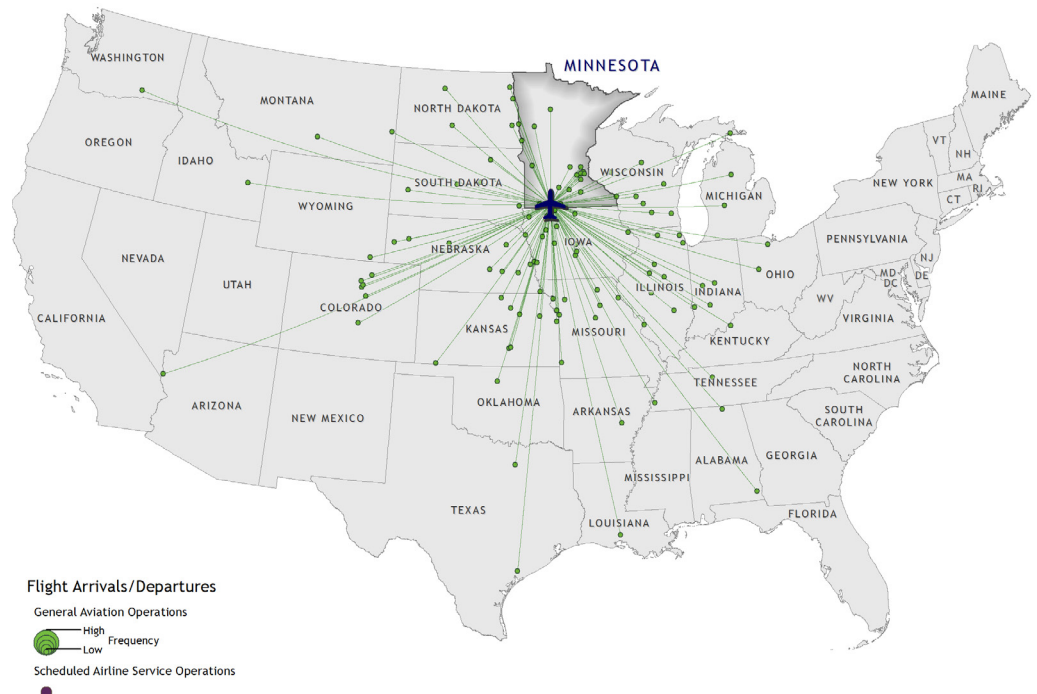 MINNESOTA
WASHINGTON
MAINE
MONTANA
NORTH DAKOTA
OREGON
VT
NH
IDAHO
WISCONSIN
MA
RI
SOUTH DAKOTA
NEW YORK
MICHIGAN
CT
WYOMING
PENNSYLVANIA
IOWA
NEBRASKA
NEVADA
NJ
OHIO
MD
DE
DC
UTAH
ILLINOIS
INDIANA
WV
COLORADO
CALIFORNIA
VIRGINIA
KANSAS
MISSOURI
KENTUCKY
NORTH
CAROLINA
TENNESSEE
OKLAHOMA
ARIZONA
ARKANSAS
SOUTH
CAROLINA
NEW MEXICO
GEORGIA
ALABAMA
MISSISSIPPI
TEXAS
FLORIDA
LOUISIANA
Flight Arrivals/Departures
General Aviation Operations
High
Frequency
Low
Scheduled Airline Service Operations